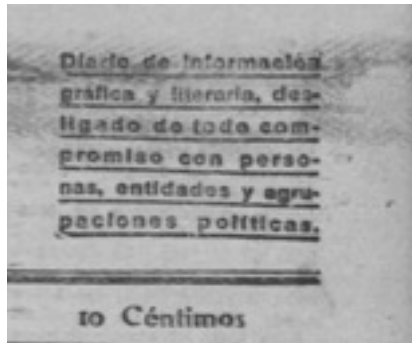 Diario de información
gráfica y literaria, des-
ligado de todo com-
promiso con perso-
nas, entidades y agru-
paciones políticas.
10 Céntimos